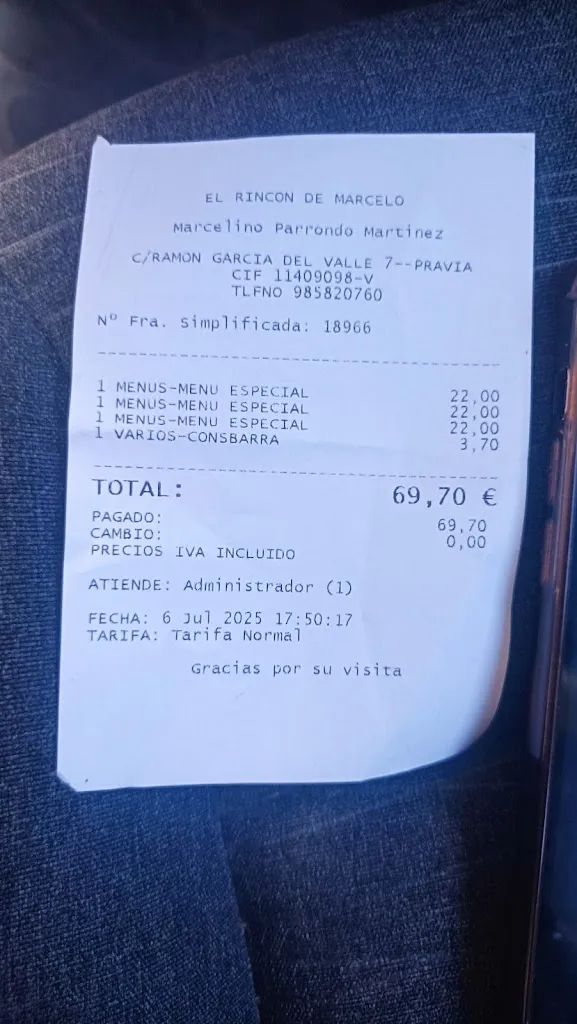 EL RINCON DE MARCELO
Marcelino Parrondo Martinez
C/RAMON GARCIA DEL VALLE 7--PRAVIA
CIF 11409098-V
TLFNO 985820760
Nº Fra. Simplificada: 18966
1 MENUS-MENU ESPECIAL 22,00
1 MENUS-MENU ESPECIAL 22,00
1 MENUS-MENU ESPECIAL 22,00
1 VARIOS-CONSBARRA 3,70
TOTAL: 69,70 €
PAGADO: 69,70
CAMBIO: 0,00
PRECIOS IVA INCLUIDO
ATIENDE: Administrador (1)
FECHA: 6 Jul 2025 17:50:17
TARIFA: Tarifa Normal
Gracias por su visita